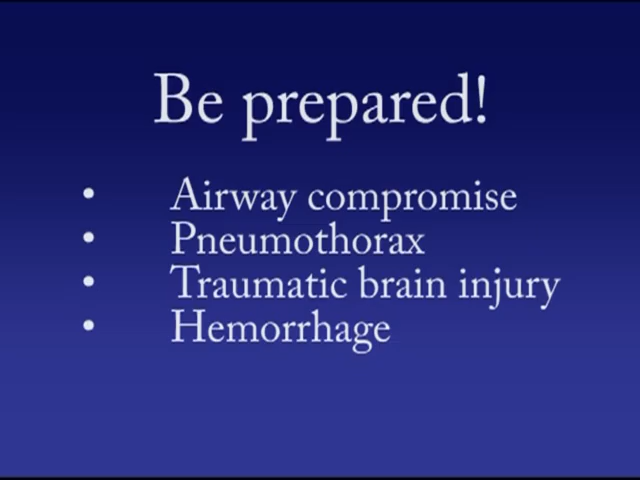 Be prepared!
• Airway compromise
• Pneumothorax
• Traumatic brain injury
• Hemorrhage